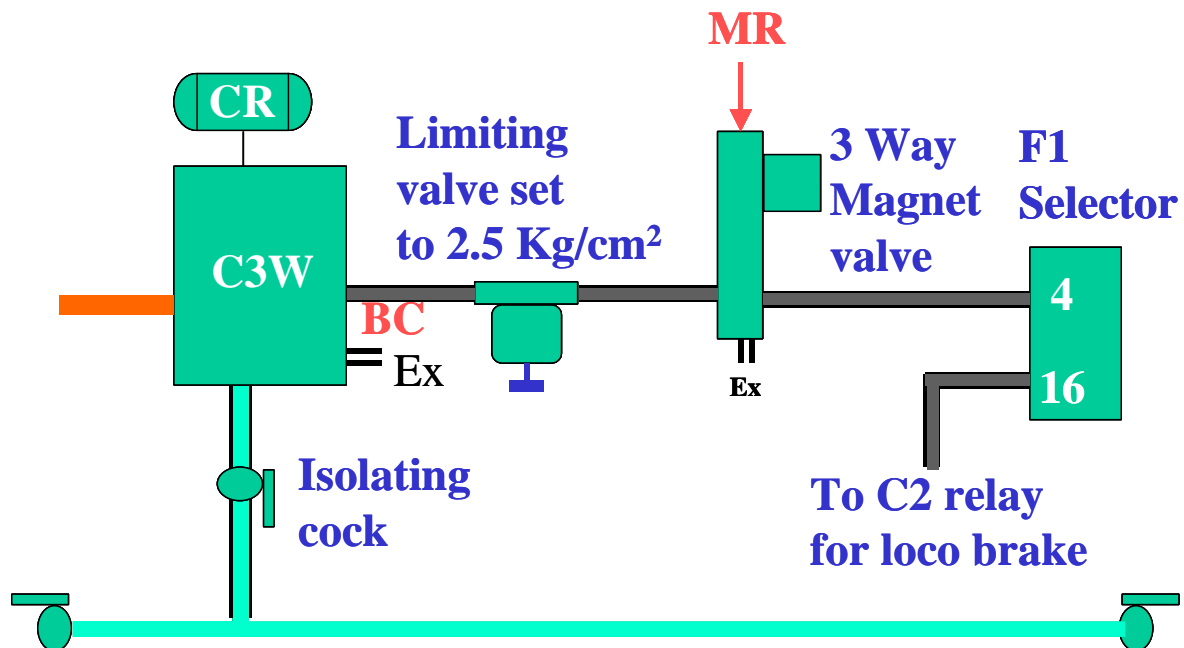 MR
CR
Limiting
valve set
to 2.5 Kg/cm²
3 Way
Magnet
valve
F1
Selector
C3W
BC
Ex
4
16
Ex
Isolating
cock
To C2 relay
for loco brake